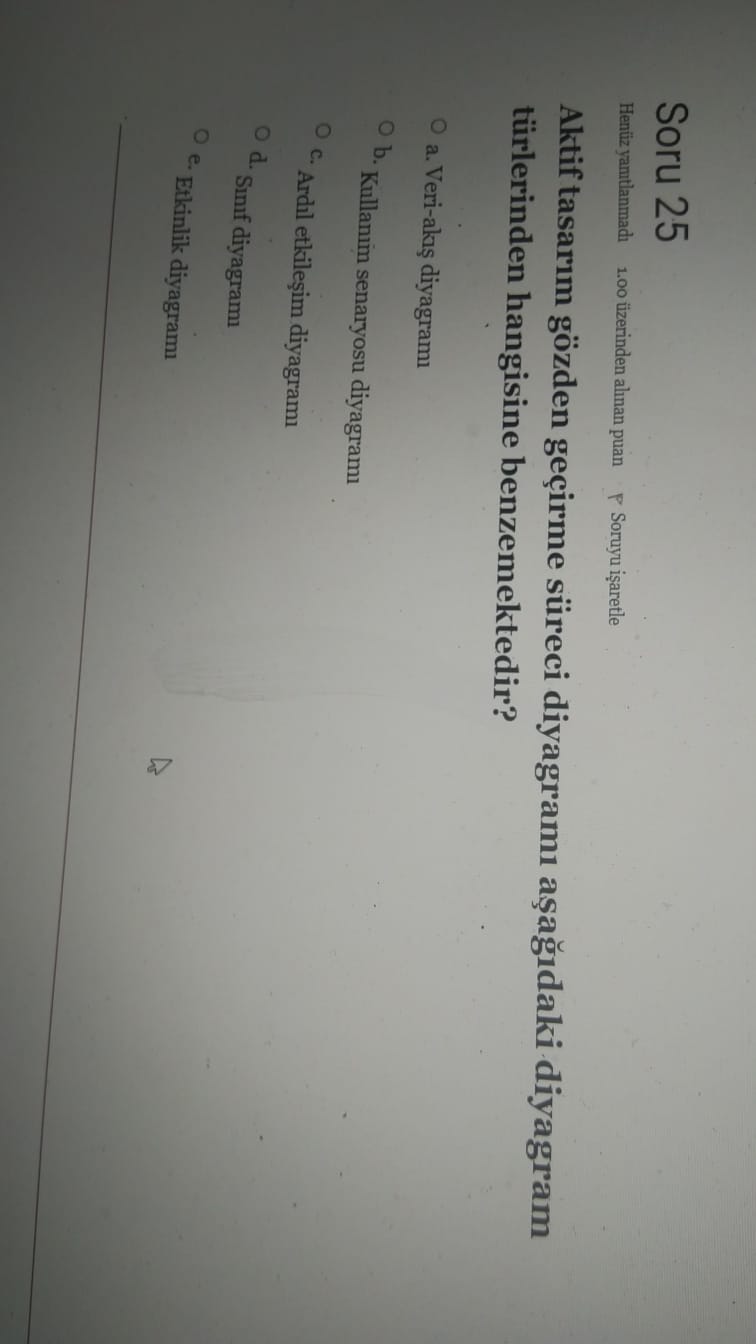 Soru 25
Henüz yanıtlanmadı 1.00 üzerinden alınan puan Soruyu işaretle
Aktif tasarım gözden geçirme süreci diyagramı aşağıdaki diyagram
türlerinden hangisine benzemektedir?
a. Veri-akış diyagramı
b. Kullanım senaryosu diyagramı
c. Ardıl etkileşim diyagramı
d. Sınıf diyagramı
e. Etkinlik diyagramı